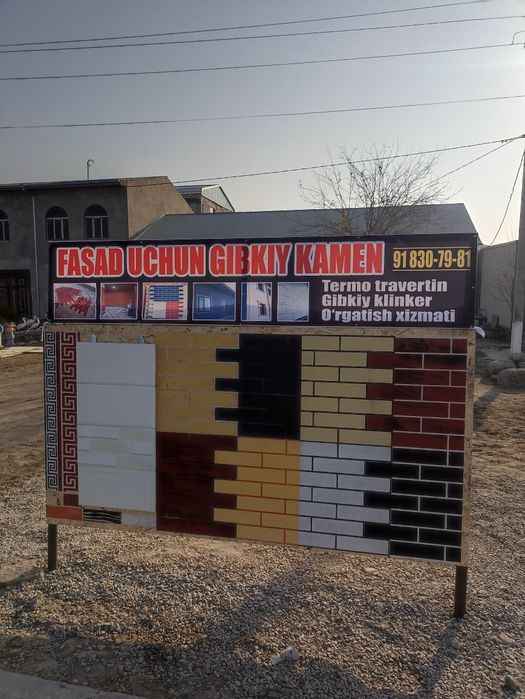 FASAD UCHUN GIBKIY KAMEN
91 830-79-81
Termo travertin
Gibkiy klinker
O'rgatish xizmati